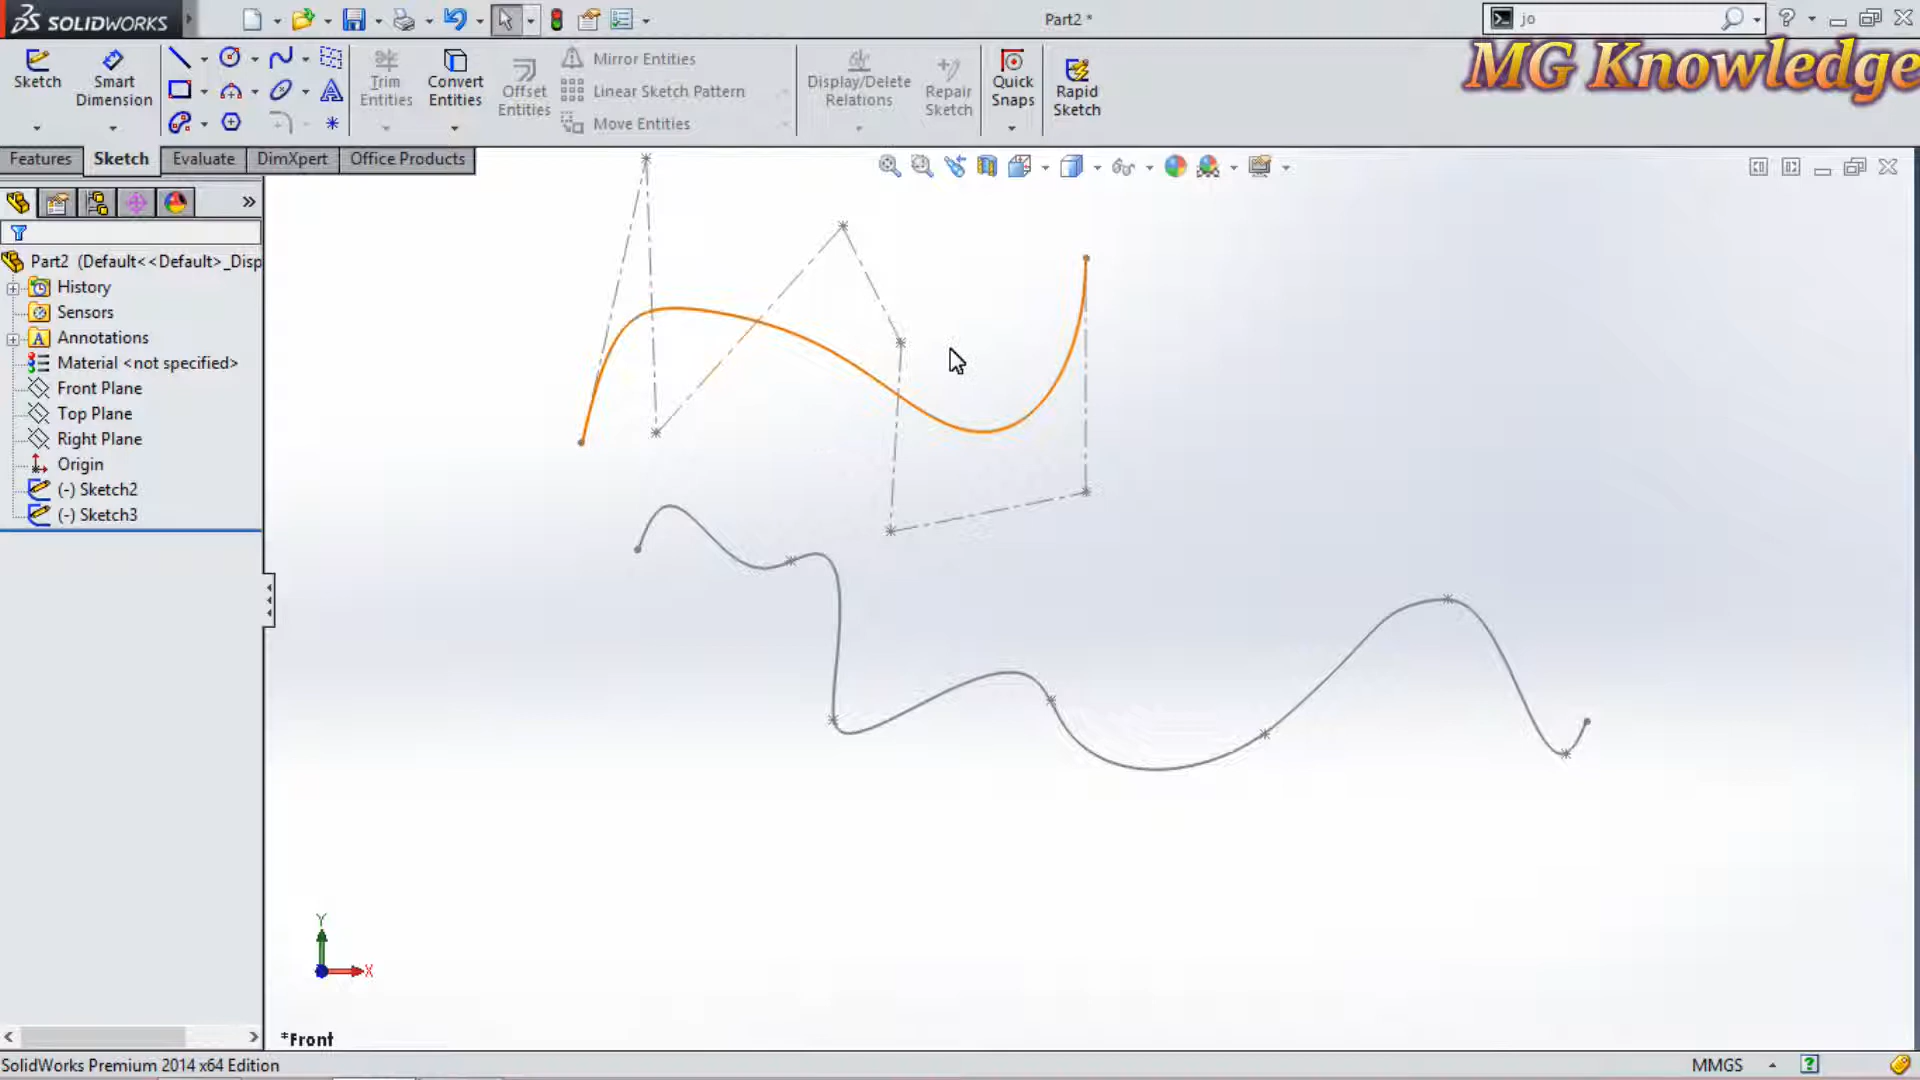 SOLIDWORKS
Part2 *
jo
MG Knowledge
Sketch
Smart Dimension
Trim Entities
Convert Entities
Offset Entities
Mirror Entities
Linear Sketch Pattern
Move Entities
Display/Delete Relations
Repair Sketch
Quick Snaps
Rapid Sketch
Features
Sketch
Evaluate
DimXpert
Office Products
Part2 (Default<<Default>_Disp
History
Sensors
Annotations
Material <not specified>
Front Plane
Top Plane
Right Plane
Origin
(-) Sketch2
(-) Sketch3
Y
X
*Front
SolidWorks Premium 2014 x64 Edition
MMGS